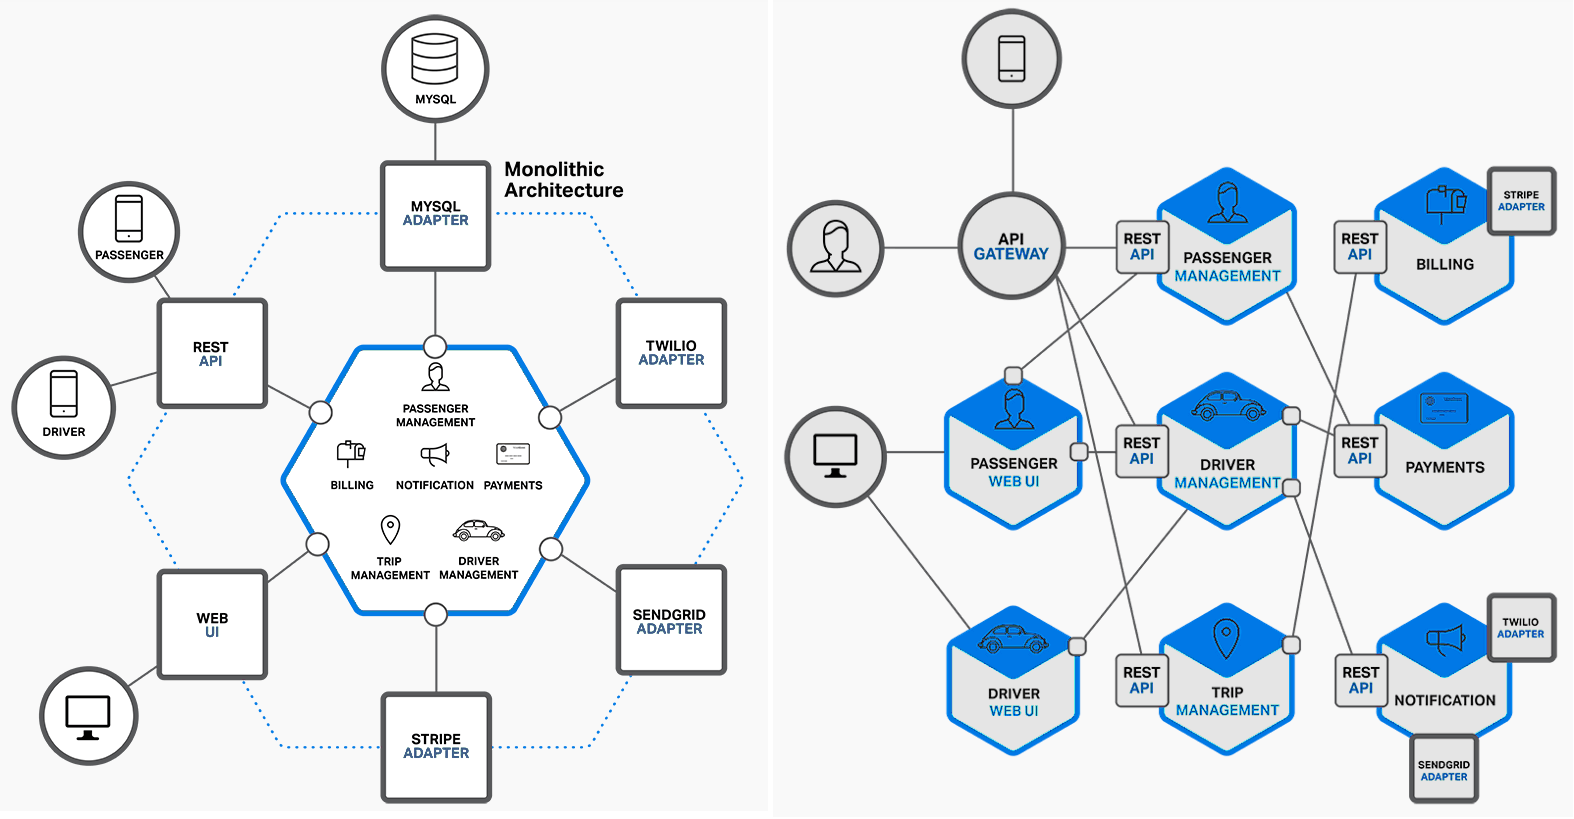 MYSQL
Monolithic
Architecture
MYSQL
ADAPTER
PASSENGER
REST
API
TWILIO
ADAPTER
DRIVER
PASSENGER
MANAGEMENT
BILLING
NOTIFICATION
PAYMENTS
TRIP
MANAGEMENT
DRIVER
MANAGEMENT
WEB
UI
SENDGRID
ADAPTER
STRIPE
ADAPTER
API
GATEWAY
REST
API
PASSENGER
MANAGEMENT
REST
API
BILLING
STRIPE
ADAPTER
PASSENGER
WEB UI
REST
API
DRIVER
MANAGEMENT
REST
API
PAYMENTS
DRIVER
WEB UI
REST
API
TRIP
MANAGEMENT
REST
API
NOTIFICATION
TWILIO
ADAPTER
SENDGRID
ADAPTER